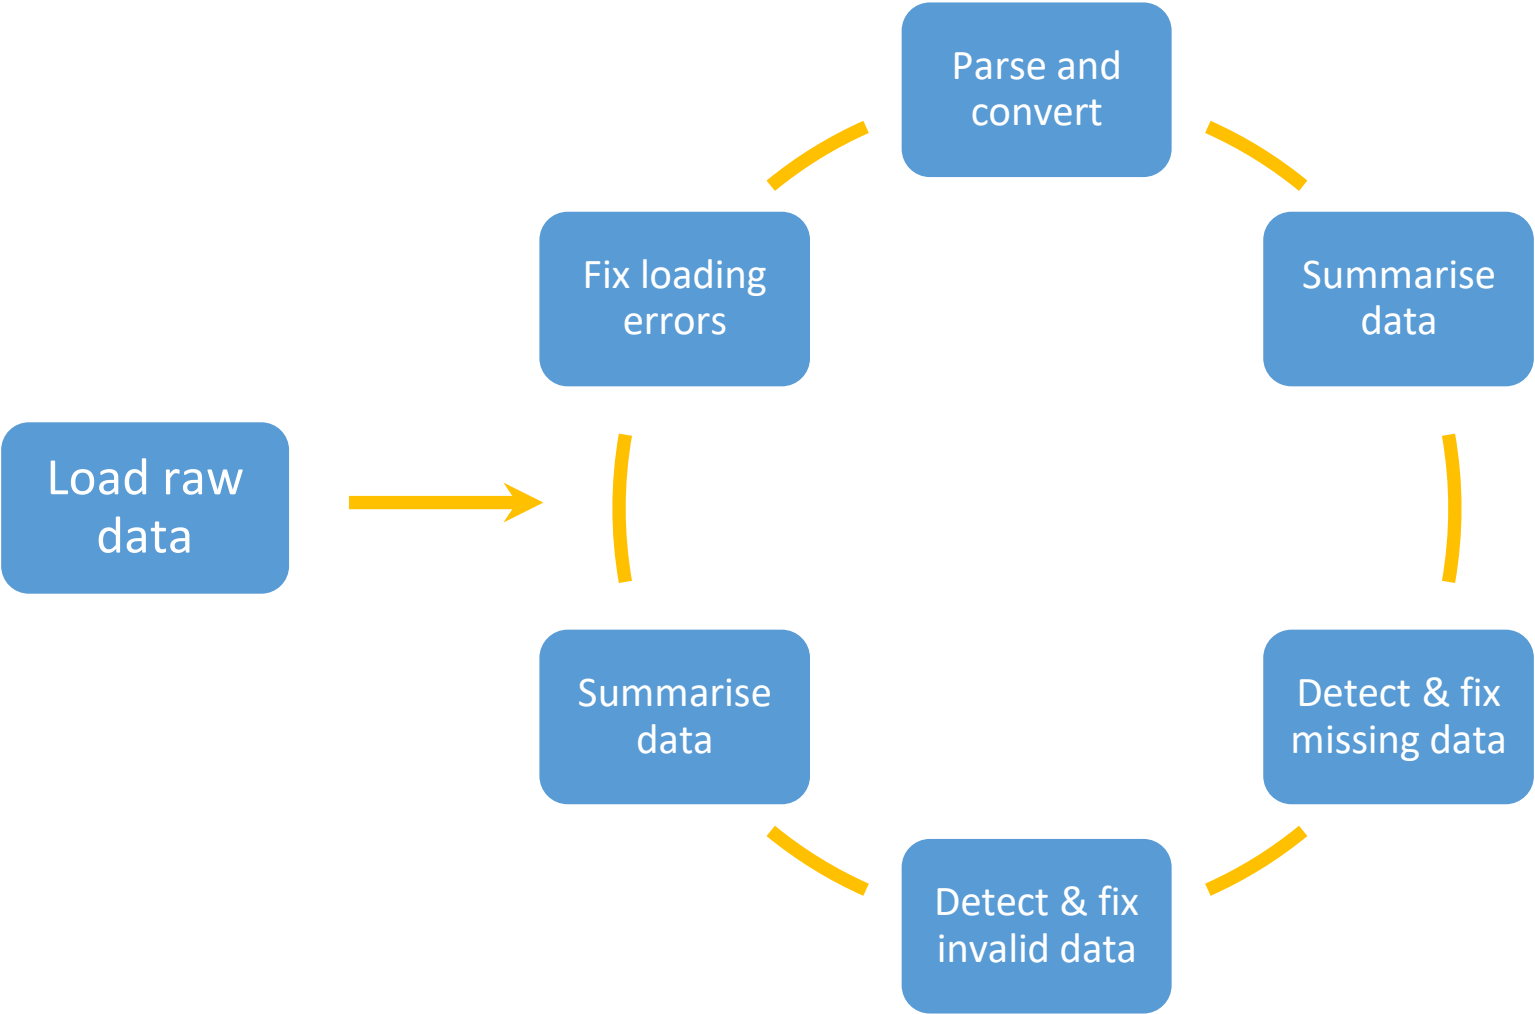 Parse and
convert
Fix loading
errors
Summarise
data
Load raw
data
Summarise
data
Detect & fix
missing data
Detect & fix
invalid data